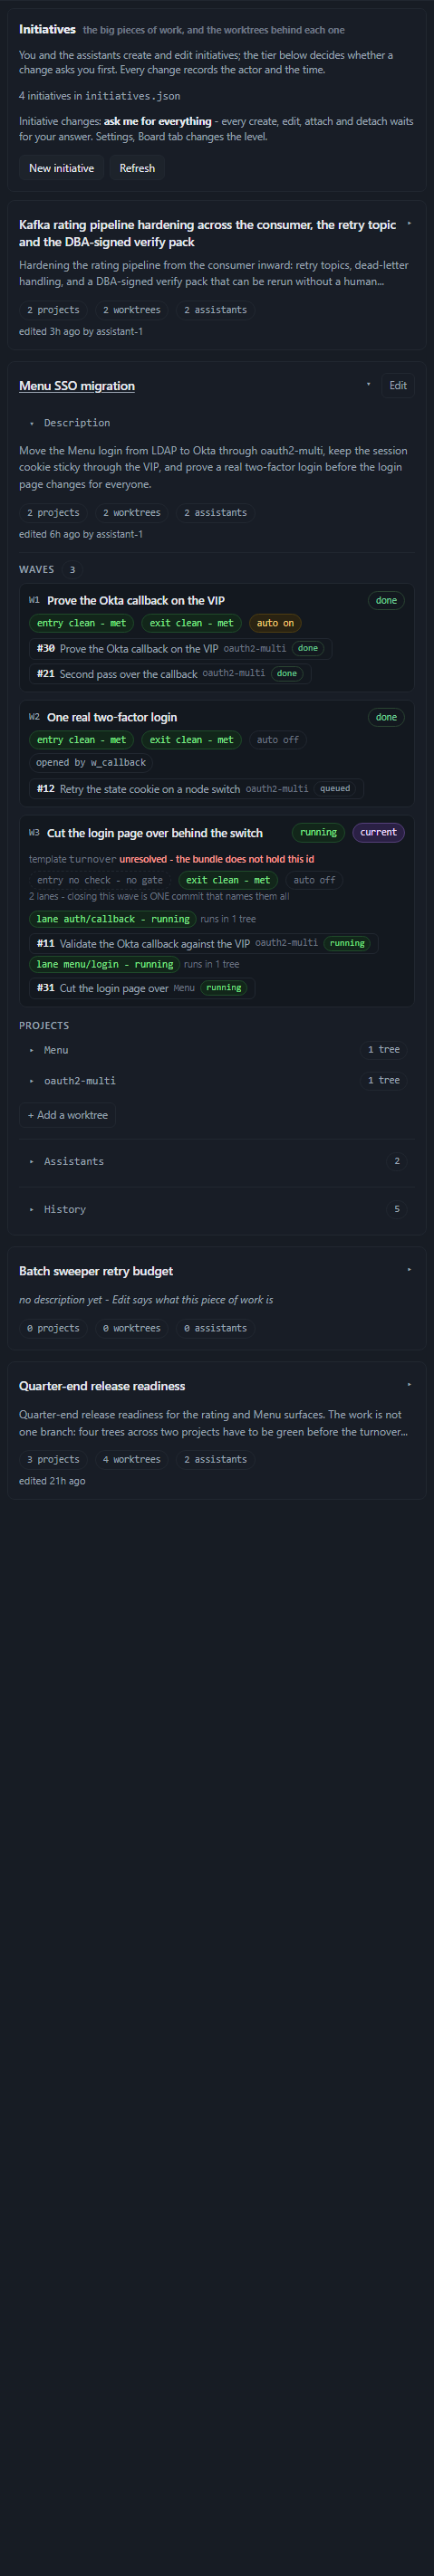 Initiatives the big pieces of work, and the worktrees behind each one
You and the assistants create and edit initiatives; the tier below decides whether a
change asks you first. Every change records the actor and the time.
4 initiatives in initiatives.json
Initiative changes: ask me for everything - every create, edit, attach and detach waits
for your answer. Settings, Board tab changes the level.
New initiative Refresh
Kafka rating pipeline hardening across the consumer, the retry topic
and the DBA-signed verify pack
Hardening the rating pipeline from the consumer inward: retry topics, dead-letter
handling, and a DBA-signed verify pack that can be rerun without a human...
2 projects 2 worktrees 2 assistants
edited 3h ago by assistant-1
Menu SSO migration Edit
Description
Move the Menu login from LDAP to Okta through oauth2-multi, keep the session
cookie sticky through the VIP, and prove a real two-factor login before the login
page changes for everyone.
2 projects 2 worktrees 2 assistants
edited 6h ago by assistant-1
WAVES 3
W1 Prove the Okta callback on the VIP done
entry clean - met exit clean - met auto on
#30 Prove the Okta callback on the VIP oauth2-multi done
#21 Second pass over the callback oauth2-multi done
W2 One real two-factor login done
entry clean - met exit clean - met auto off
opened by w_callback
#12 Retry the state cookie on a node switch oauth2-multi queued
W3 Cut the login page over behind the switch running current
template turnover unresolved - the bundle does not hold this id
entry no check - no gate exit clean - met auto off
2 lanes - closing this wave is ONE commit that names them all
lane auth/callback - running runs in 1 tree
#11 Validate the Okta callback against the VIP oauth2-multi running
lane menu/login - running runs in 1 tree
#31 Cut the login page over Menu running
PROJECTS
Menu 1 tree
oauth2-multi 1 tree
+ Add a worktree
Assistants 2
History 5
Batch sweeper retry budget
no description yet - Edit says what this piece of work is
0 projects 0 worktrees 0 assistants
Quarter-end release readiness
Quarter-end release readiness for the rating and Menu surfaces. The work is not
one branch: four trees across two projects have to be green before the turnover...
3 projects 4 worktrees 2 assistants
edited 21h ago